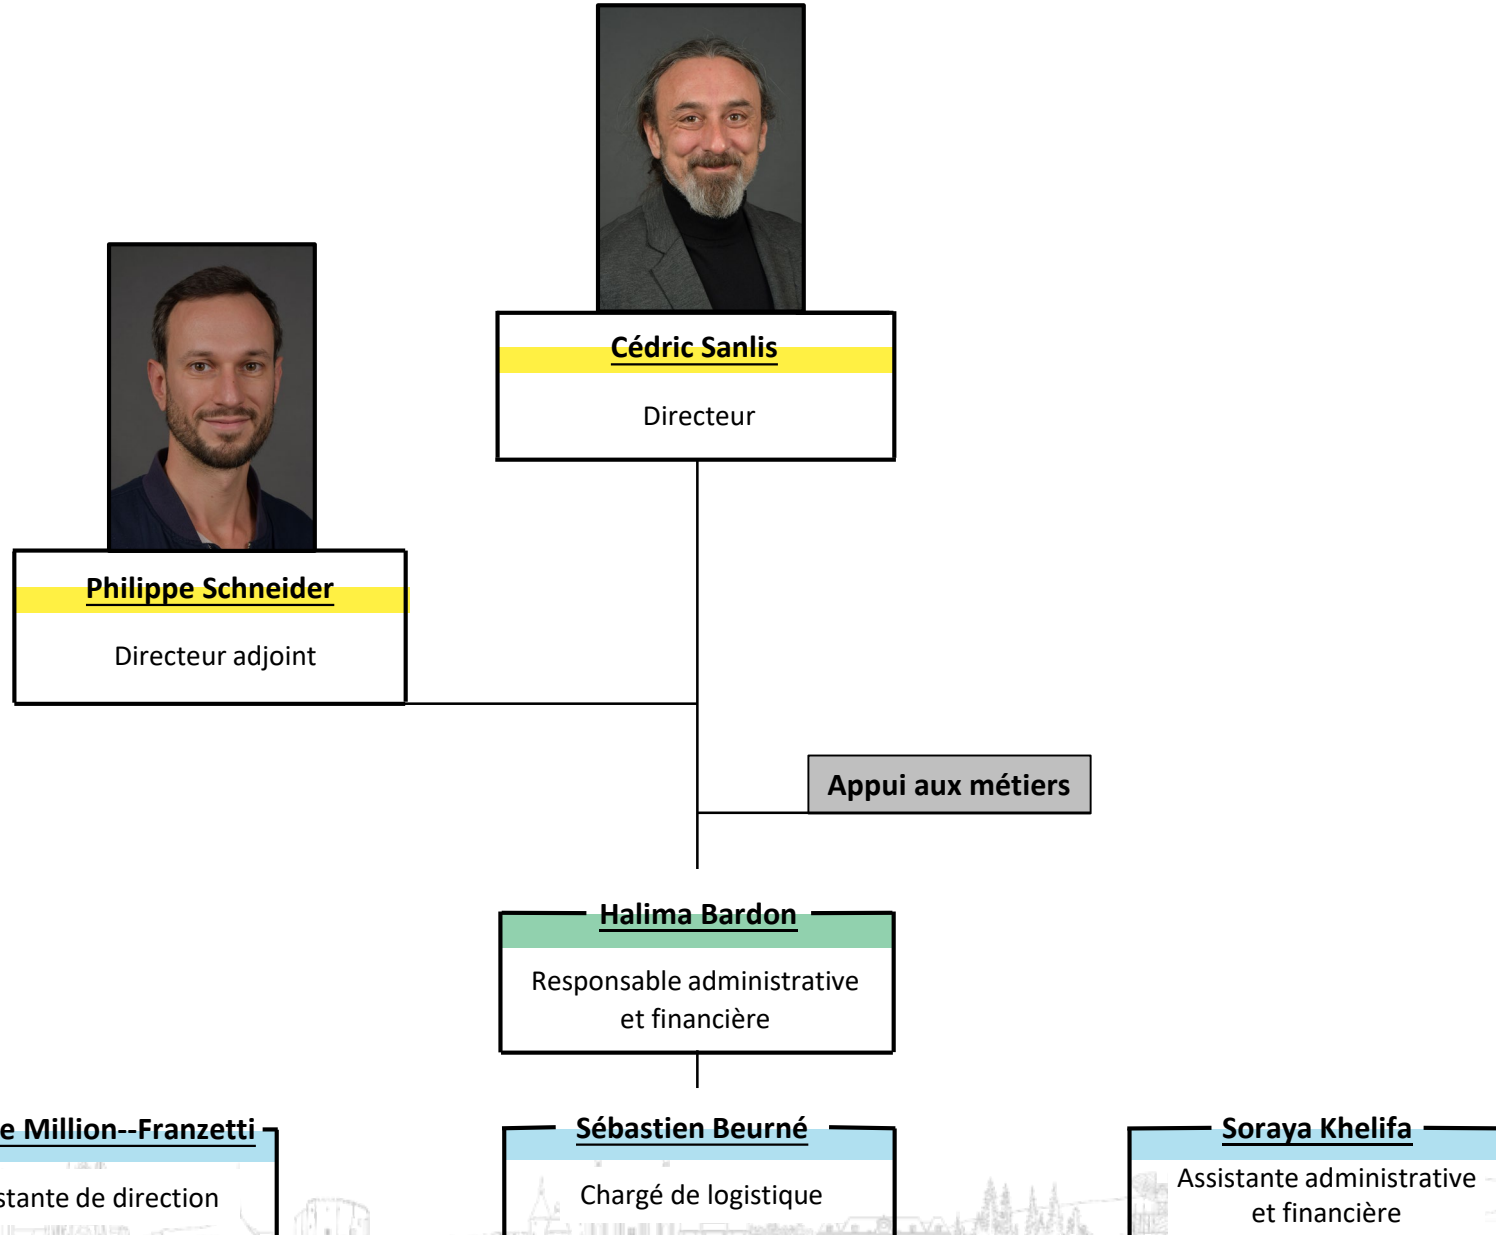 Cédric Sanlis
Directeur
Philippe Schneider
Directeur adjoint
Appui aux métiers
Halima Bardon
Responsable administrative
et financière
Million--Franzetti
de direction
Sébastien Beurné
Chargé de logistique
Soraya Khelifa
Assistante administrative
et financière